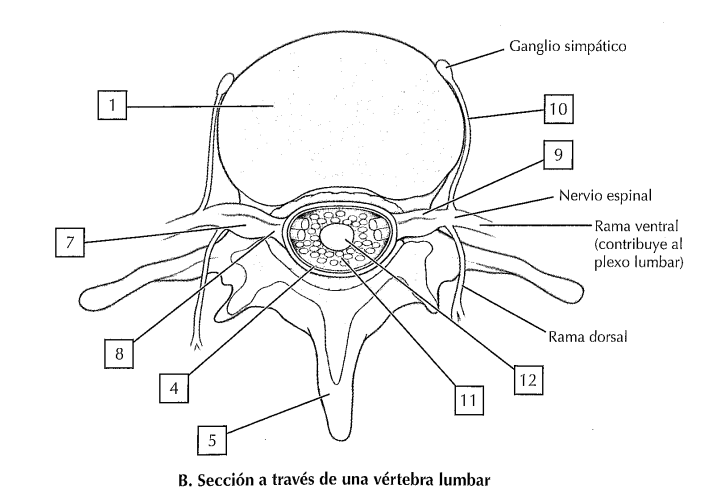 Ganglio simpático
1
10
9
Nervio espinal
Rama ventral
(contribuye al
plexo lumbar)
7
Rama dorsal
8
4
12
11
5
B. Sección a través de una vértebra lumbar